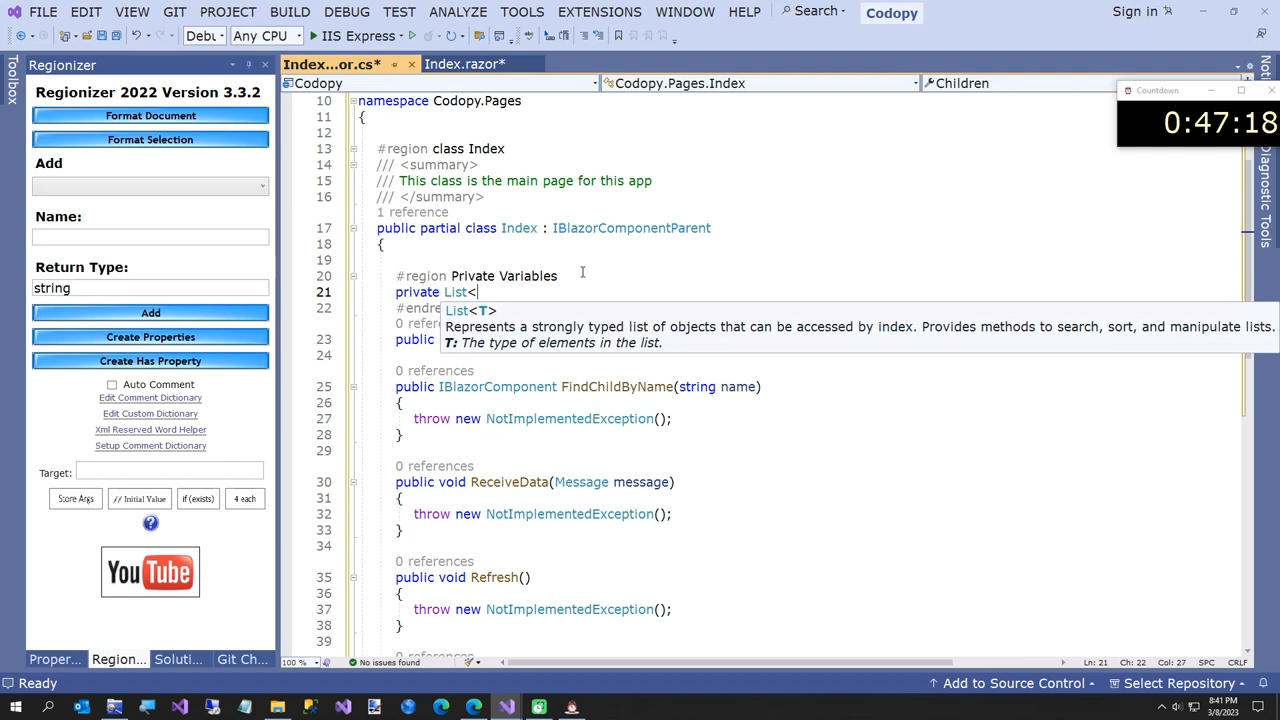 FILE EDIT VIEW GIT PROJECT BUILD DEBUG TEST ANALYZE TOOLS EXTENSIONS WINDOW HELP Search Codopy Sign in
Debu Any CPU IIS Express
Toolbox
Regionizer
Regionizer 2022 Version 3.3.2
Format Document
Format Selection
Add
Name:
Return Type:
string
Add
Create Properties
Create Has Property
Auto Comment
Edit Comment Dictionary
Edit Custom Dictionary
Xml Reserved Word Helper
Setup Comment Dictionary
Target:
Store Args // Initial Value if (exists) 4 each
?
You Tube
Proper... Region... Soluti... Git Ch...
Index...or.cs* Index.razor*
Codopy Codopy.Pages.Index Children
10 namespace Codopy.Pages
11 {
12
13 #region class Index
14 /// <summary>
15 /// This class is the main page for this app
16 /// </summary>
1 reference
17 public partial class Index : IBlazorComponentParent
18 {
19
20 #region Private Variables
21 private List<
22 #endre
List<T>
Represents a strongly typed list of objects that can be accessed by index. Provides methods to search, sort, and manipulate lists.
T: The type of elements in the list.
0 refere
23 public
24
0 references
25 public IBlazorComponent FindChildByName(string name)
26 {
27 throw new NotImplementedException();
28 }
29
0 references
30 public void ReceiveData(Message message)
31 {
32 throw new NotImplementedException();
33 }
34
0 references
35 public void Refresh()
36 {
37 throw new NotImplementedException();
38 }
39
Countdown
0:47:18
Diagnostic Tools
100 % No issues found Ln: 21 Ch: 22 Col: 27 SPC CRLF
Ready Add to Source Control Select Repository
8:41 PM
3/8/2023